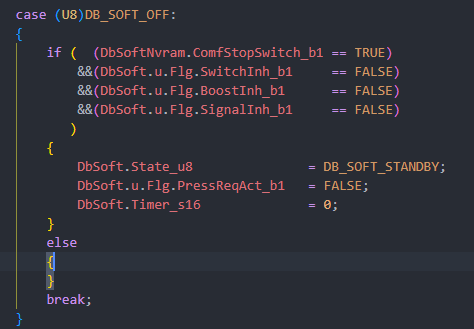 case (U8)DB_SOFT_OFF:
{
    if (  (DbSoftNvram.ComfStopSwitch_b1 == TRUE)
        &&(DbSoft.u.Flg.SwitchInh_b1     == FALSE)
        &&(DbSoft.u.Flg.BoostInh_b1      == FALSE)
        &&(DbSoft.u.Flg.SignalInh_b1     == FALSE)
       )
    {
        DbSoft.State_u8               = DB_SOFT_STANDBY;
        DbSoft.u.Flg.PressReqAct_b1   = FALSE;
        DbSoft.Timer_s16              = 0;
    }
    else
    {
    }
    break;
}